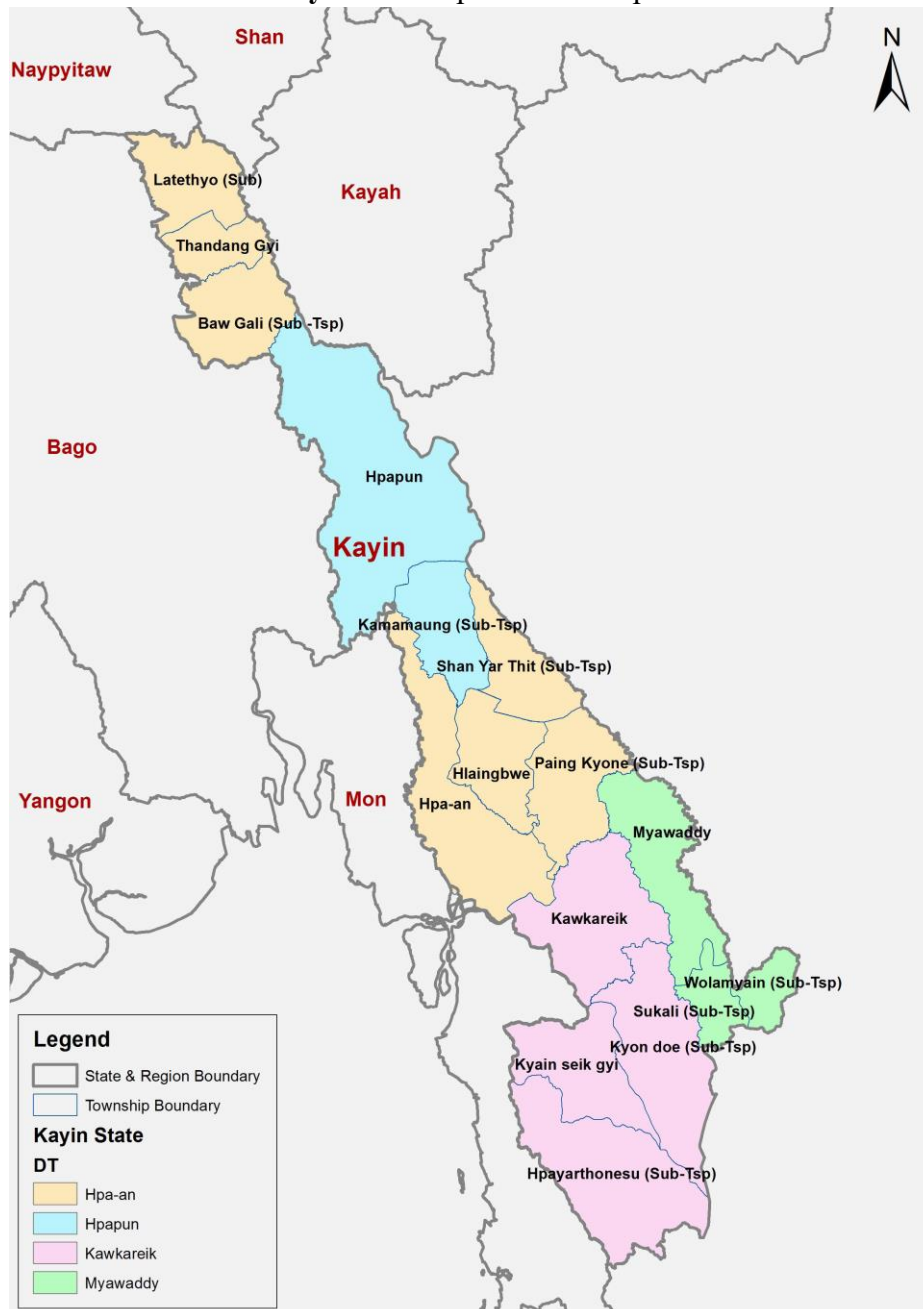 Shan
N
Naypyitaw
Latethyo (Sub)
Kayah
Thandang Gyi
Baw Gali (Sub -Tsp)
Bago
Hpapun
Kayin
Kamamaung (Sub-Tsp)
Shan Yar Thit (Sub-Tsp)
Paing Kyone (Sub-Tsp)
Hlaingbwe
Yangon
Mon
Hpa-an
Myawaddy
Kawkareik
Wolamyain (Sub-Tsp)
Sukali (Sub-Tsp)
Kyon doe (Sub-Tsp)
Kyain seik gyi
Hpayarthonesu (Sub-Tsp)
Legend
State & Region Boundary
Township Boundary
Kayin State
DT
Hpa-an
Hpapun
Kawkareik
Myawaddy